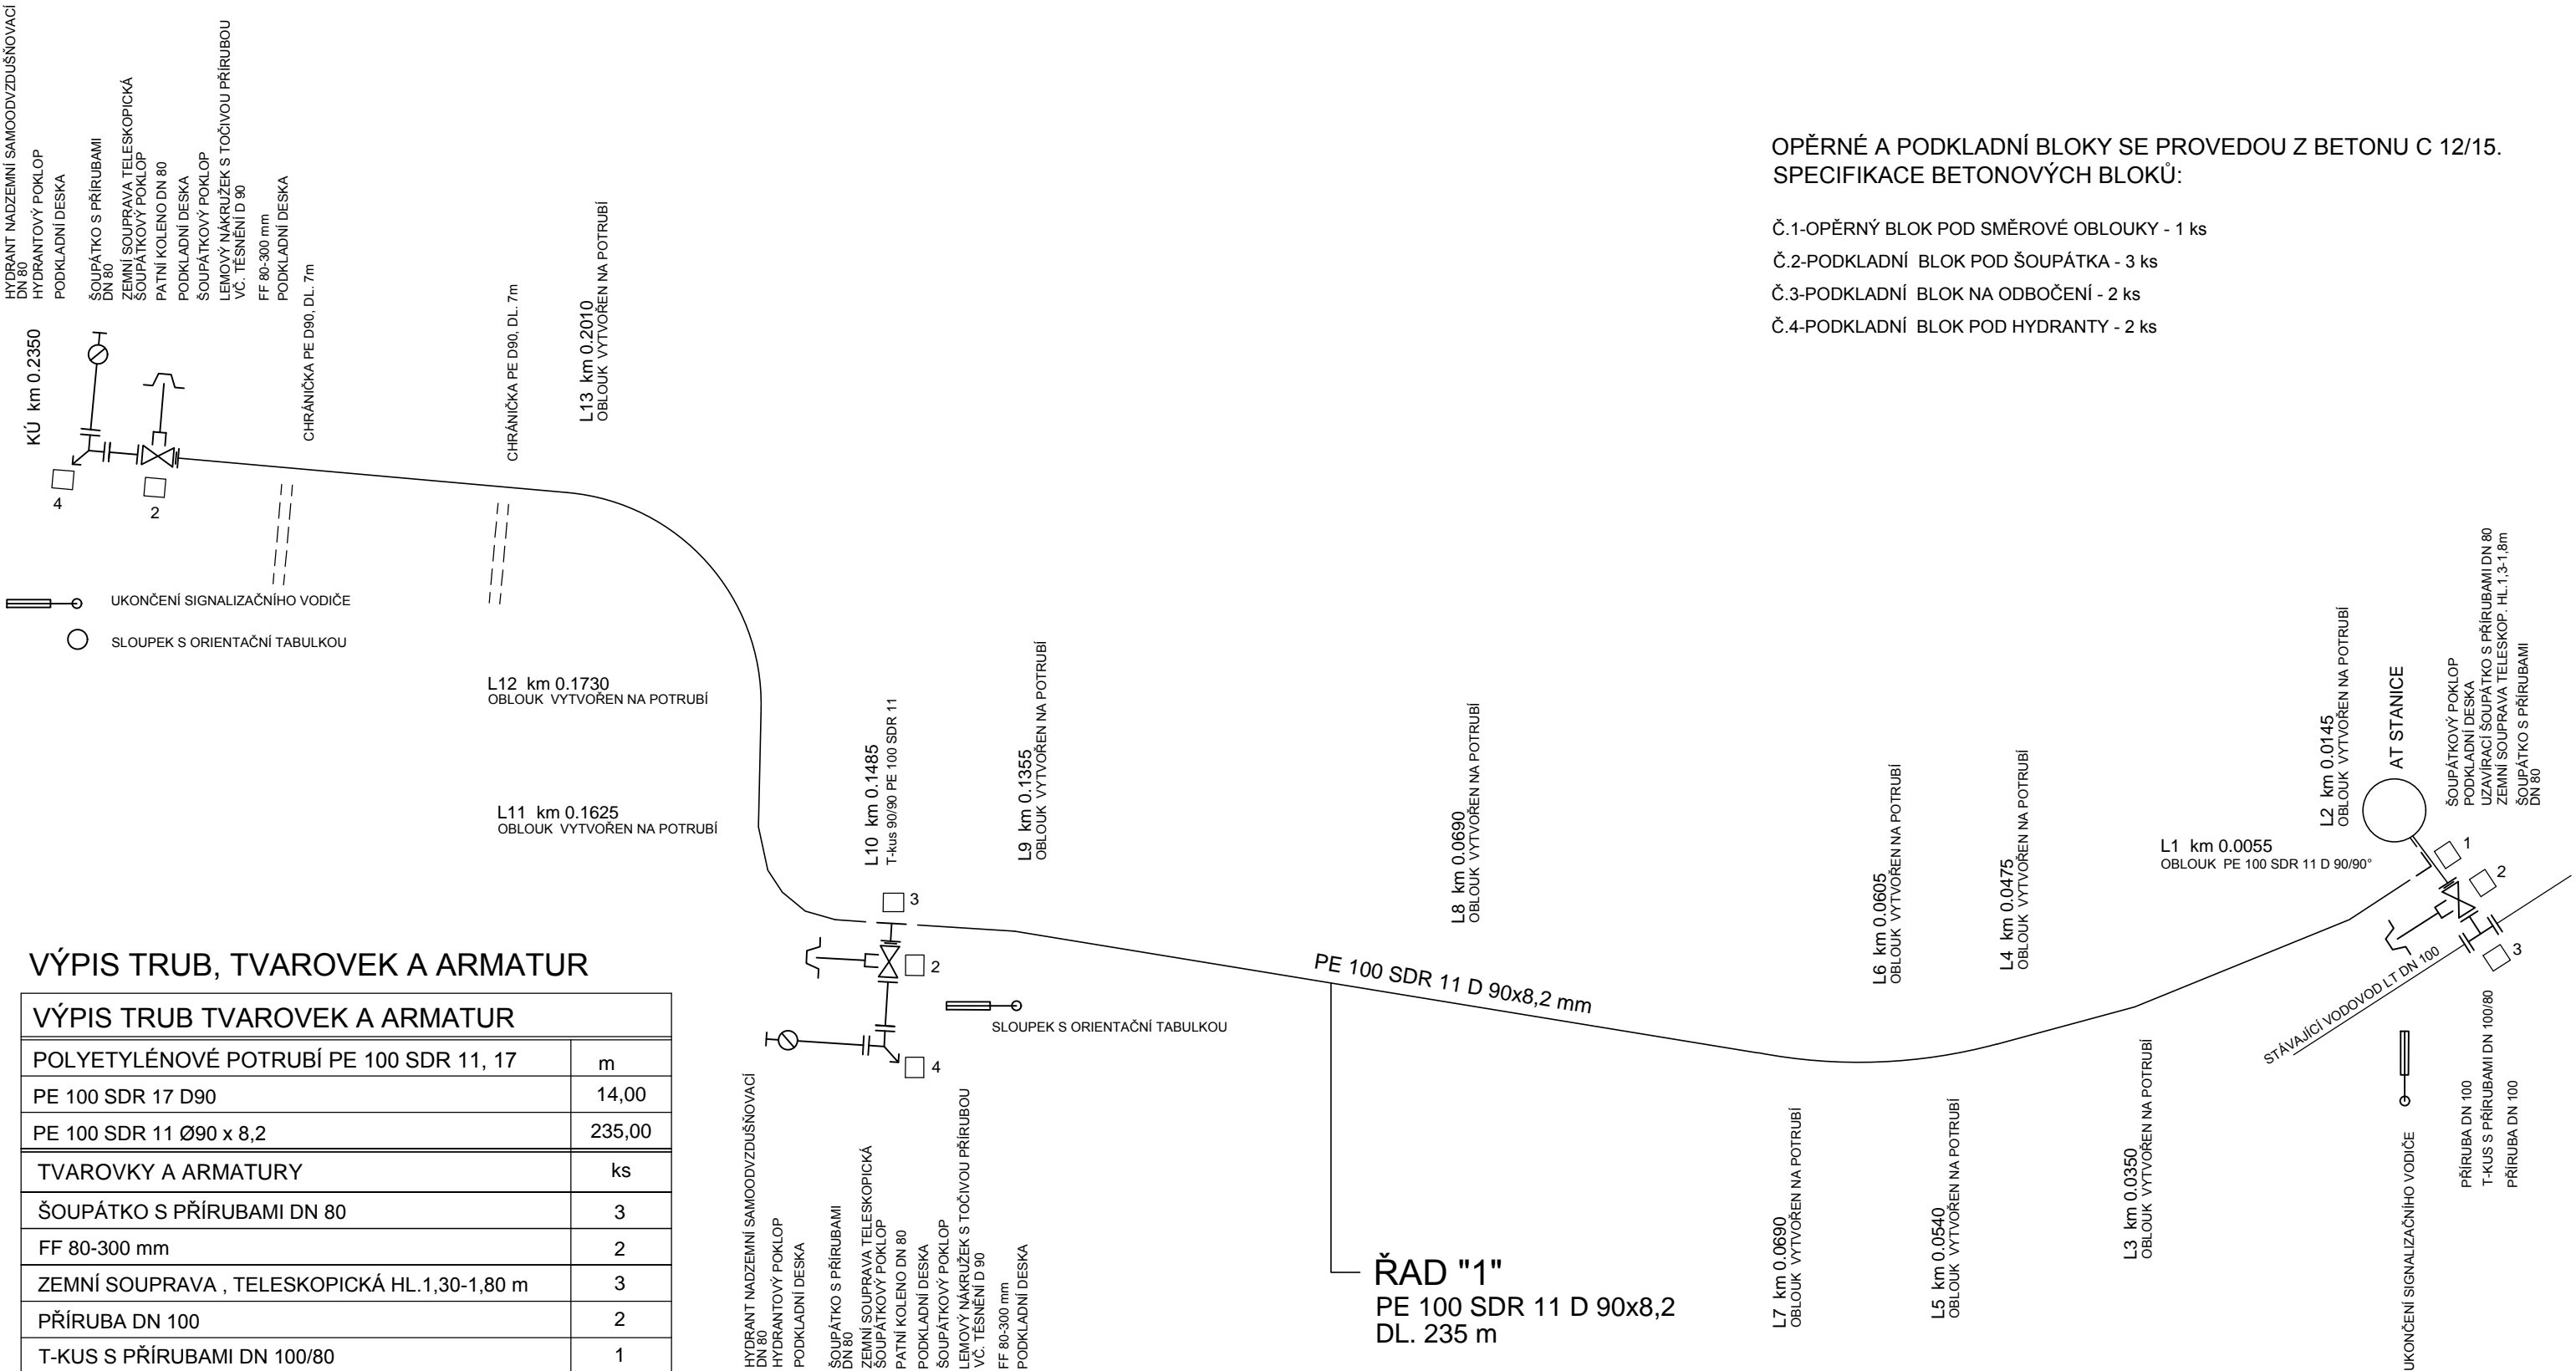 HYDRANT NADZEMNÍ SAMOODVZDUŠŇOVACÍ
DN 80
HYDRANTOVÝ POKLOP
PODKLADNÍ DESKA
ŠOUPÁTKO S PŘÍRUBAMI
DN 80
ZEMNÍ SOUPRAVA TELESKOPICKÁ
ŠOUPÁTKOVÝ POKLOP
PATNÍ KOLENO DN 80
PODKLADNÍ DESKA
ŠOUPÁTKOVÝ POKLOP
LEMOVÝ NÁKRUŽEK S TOČIVOU PŘÍRUBOU
VČ. TĚSNĚNÍ D 90
FF 80-300 mm
PODKLADNÍ DESKA
KÚ km 0.2350
CHRÁNIČKA PE D90, DL. 7m
CHRÁNIČKA PE D90, DL. 7m
L13 km 0.2010
OBLOUK VYTVOŘEN NA POTRUBÍ
4
2
OPĚRNÉ A PODKLADNÍ BLOKY SE PROVEDOU Z BETONU C 12/15.
SPECIFIKACE BETONOVÝCH BLOKŮ:
Č.1-OPĚRNÝ BLOK POD SMĚROVÉ OBLOUKY - 1 ks
Č.2-PODKLADNÍ BLOK POD ŠOUPÁTKA - 3 ks
Č.3-PODKLADNÍ BLOK NA ODBOČENÍ - 2 ks
Č.4-PODKLADNÍ BLOK POD HYDRANTY - 2 ks
UKONČENÍ SIGNALIZAČNÍHO VODIČE
SLOUPEK S ORIENTAČNÍ TABULKOU
L12 km 0.1730
OBLOUK VYTVOŘEN NA POTRUBÍ
L11 km 0.1625
OBLOUK VYTVOŘEN NA POTRUBÍ
L10 km 0.1485
T-kus 90/90 PE 100 SDR 11
L9 km 0.1355
OBLOUK VYTVOŘEN NA POTRUBÍ
L8 km 0.0690
OBLOUK VYTVOŘEN NA POTRUBÍ
L6 km 0.0605
OBLOUK VYTVOŘEN NA POTRUBÍ
L4 km 0.0475
OBLOUK VYTVOŘEN NA POTRUBÍ
L1 km 0.0055
OBLOUK PE 100 SDR 11 D 90/90°
L2 km 0.0145
OBLOUK VYTVOŘEN NA POTRUBÍ
AT STANICE
ŠOUPÁTKOVÝ POKLOP
PODKLADNÍ DESKA
UZAVÍRACÍ ŠOUPÁTKO S PŘÍRUBAMI DN 80
ZEMNÍ SOUPRAVA TELESKOP. HL.1,3-1,8m
ŠOUPÁTKO S PŘÍRUBAMI
DN 80
1
2
3
STÁVAJÍCÍ VODOVOD LT DN 100
3
2
4
SLOUPEK S ORIENTAČNÍ TABULKOU
PE 100 SDR 11 D 90x8,2 mm
VÝPIS TRUB, TVAROVEK A ARMATUR
VÝPIS TRUB TVAROVEK A ARMATUR
POLYETYLÉNOVÉ POTRUBÍ PE 100 SDR 11, 17 m
PE 100 SDR 17 D90 14,00
PE 100 SDR 11 Ø90 x 8,2 235,00
TVAROVKY A ARMATURY ks
ŠOUPÁTKO S PŘÍRUBAMI DN 80 3
FF 80-300 mm 2
ZEMNÍ SOUPRAVA , TELESKOPICKÁ HL.1,30-1,80 m 3
PŘÍRUBA DN 100 2
T-KUS S PŘÍRUBAMI DN 100/80 1
HYDRANT NADZEMNÍ SAMOODVZDUŠŇOVACÍ
DN 80
HYDRANTOVÝ POKLOP
PODKLADNÍ DESKA
ŠOUPÁTKO S PŘÍRUBAMI
DN 80
ZEMNÍ SOUPRAVA TELESKOPICKÁ
ŠOUPÁTKOVÝ POKLOP
PATNÍ KOLENO DN 80
PODKLADNÍ DESKA
ŠOUPÁTKOVÝ POKLOP
LEMOVÝ NÁKRUŽEK S TOČIVOU PŘÍRUBOU
VČ. TĚSNĚNÍ D 90
FF 80-300 mm
PODKLADNÍ DESKA
ŘAD "1"
PE 100 SDR 11 D 90x8,2
DL. 235 m
L7 km 0.0690
OBLOUK VYTVOŘEN NA POTRUBÍ
L5 km 0.0540
OBLOUK VYTVOŘEN NA POTRUBÍ
L3 km 0.0350
OBLOUK VYTVOŘEN NA POTRUBÍ
UKONČENÍ SIGNALIZAČNÍHO VODIČE
PŘÍRUBA DN 100
T-KUS S PŘÍRUBAMI DN 100/80
PŘÍRUBA DN 100